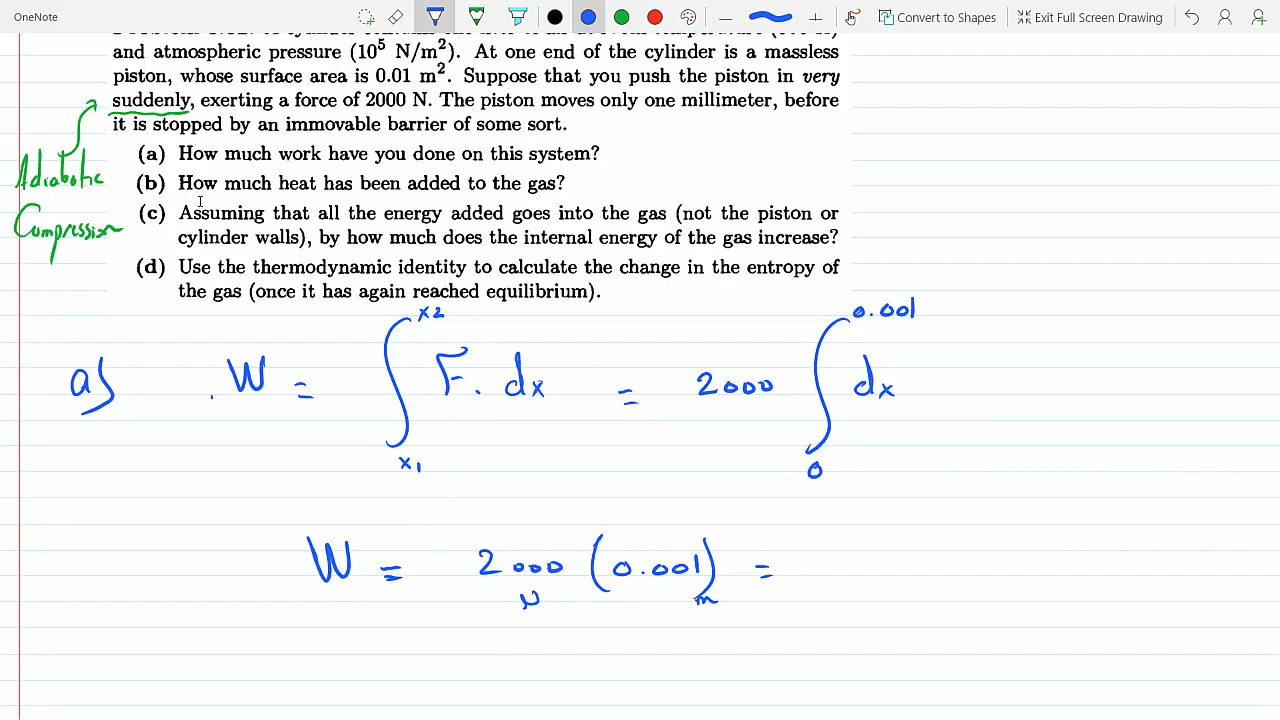 OneNote
Convert to Shapes
Exit Full Screen Drawing
and atmospheric pressure (10⁵ N/m²). At one end of the cylinder is a massless
piston, whose surface area is 0.01 m². Suppose that you push the piston in very
suddenly, exerting a force of 2000 N. The piston moves only one millimeter, before
it is stopped by an immovable barrier of some sort.
(a) How much work have you done on this system?
(b) How much heat has been added to the gas?
(c) Assuming that all the energy added goes into the gas (not the piston or
cylinder walls), by how much does the internal energy of the gas increase?
(d) Use the thermodynamic identity to calculate the change in the entropy of
the gas (once it has again reached equilibrium).
Adiabatic
Compression
a) W = ∫x1^x2 F. dx = 2000 ∫0^0.001 dx
W = 2000 (0.001) =
N m